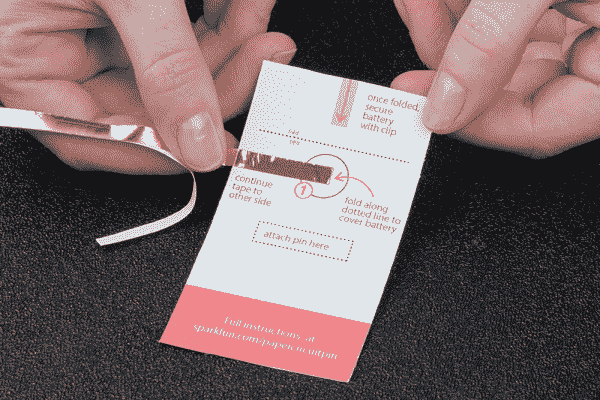 once folded,
secure
battery
with clip
fold
1
continue
tape to
other side
fold along
dotted line to
cover battery
attach pin here
Full instructions at
sparkfun.com/papercircuitpin